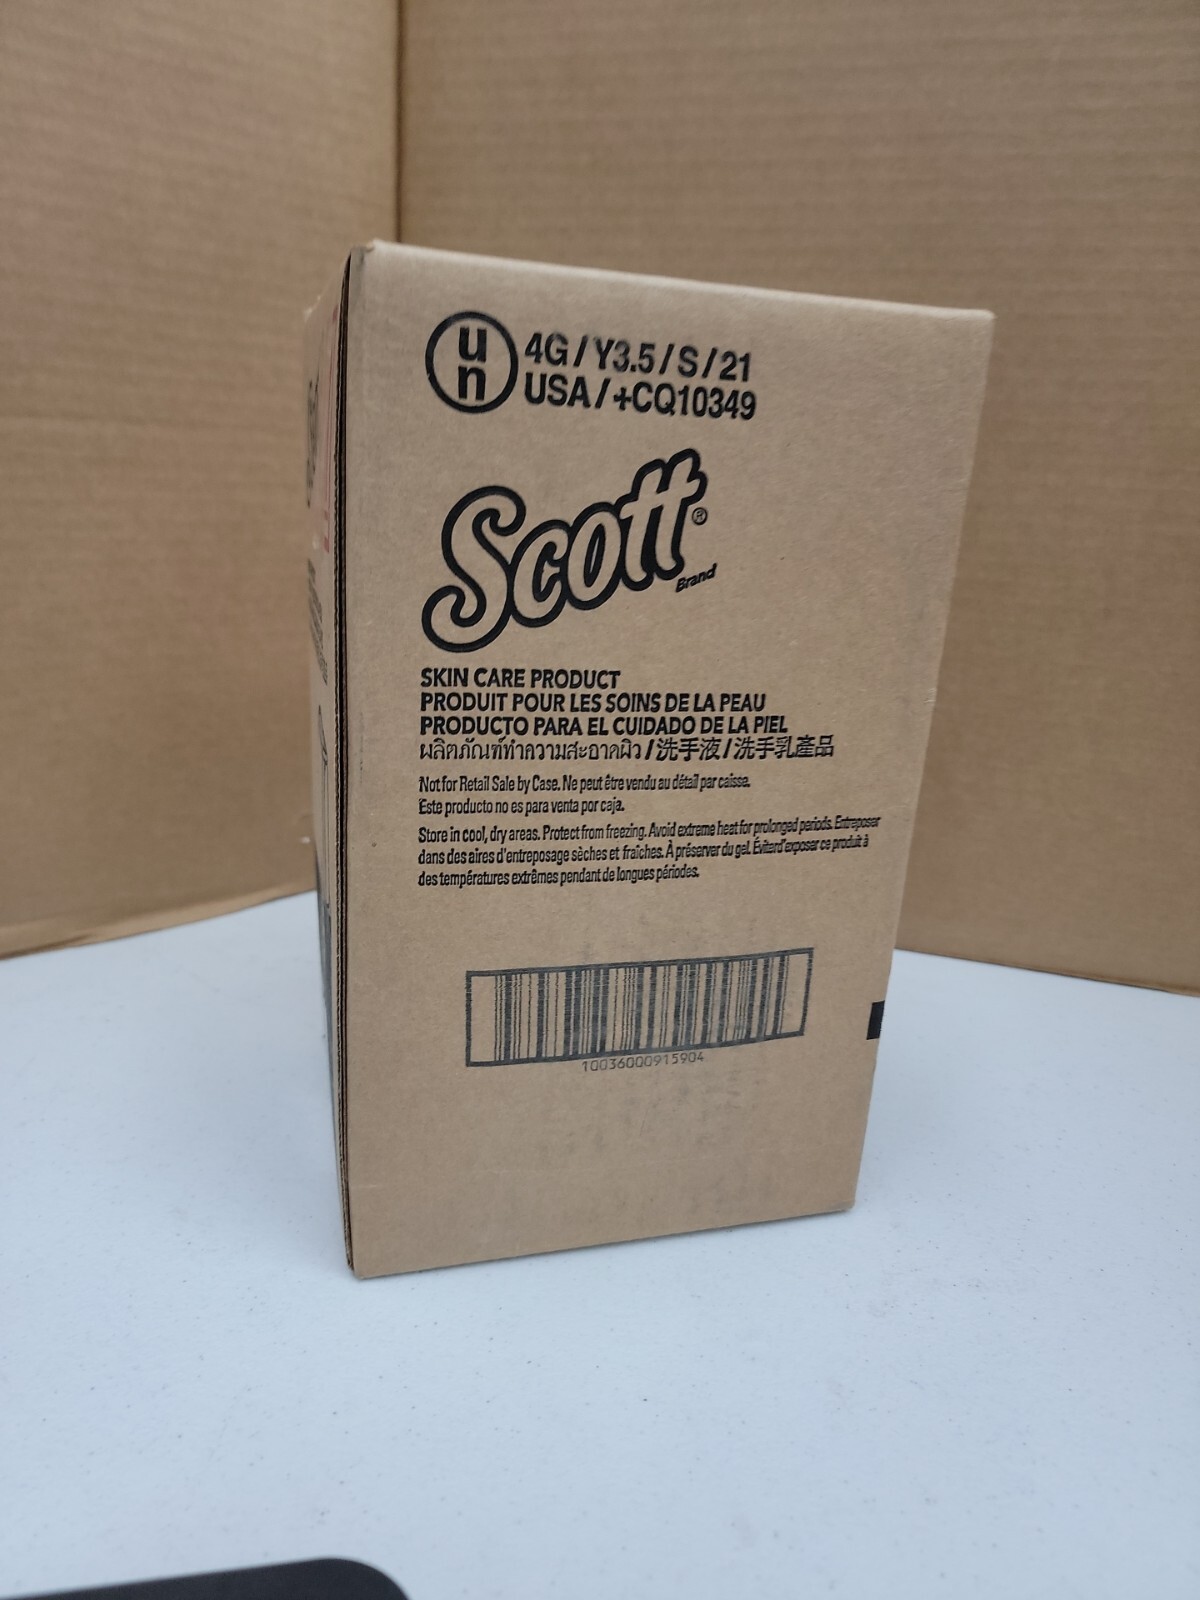 un
4G/Y3.5/S/21
USA/+CQ10349
Scott®
Brand
SKIN CARE PRODUCT
PRODUIT POUR LES SOINS DE LA PEAU
PRODUCTO PARA EL CUIDADO DE LA PIEL
ผลิตภัณฑ์ทำความสะอาดผิว/洗手液/洗手乳產品
Not for Retail Sale by Case. Ne peut être vendu au détail par caisse.
Este producto no es para venta por caja.
Store in cool, dry areas. Protect from freezing. Avoid extreme heat for prolonged periods. Entreposer
dans des aires d'entreposage sèches et fraîches. À préserver du gel. Éviter d'exposer ce produit à
des températures extrêmes pendant de longues périodes.
10036000915904